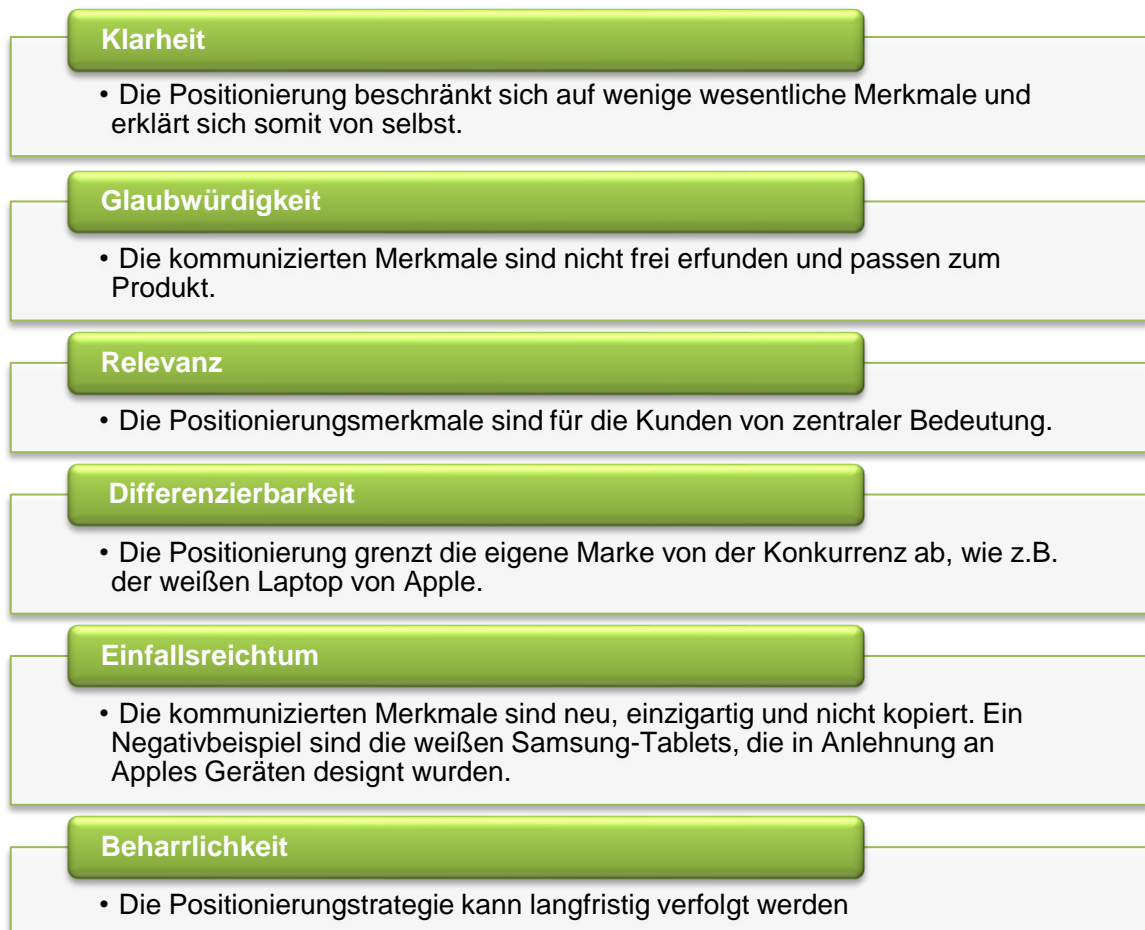 Klarheit
• Die Positionierung beschränkt sich auf wenige wesentliche Merkmale und
erklärt sich somit von selbst.
Glaubwürdigkeit
• Die kommunizierten Merkmale sind nicht frei erfunden und passen zum
Produkt.
Relevanz
• Die Positionierungsmerkmale sind für die Kunden von zentraler Bedeutung.
Differenzierbarkeit
• Die Positionierung grenzt die eigene Marke von der Konkurrenz ab, wie z.B.
der weißen Laptop von Apple.
Einfallsreichtum
• Die kommunizierten Merkmale sind neu, einzigartig und nicht kopiert. Ein
Negativbeispiel sind die weißen Samsung-Tablets, die in Anlehnung an
Apples Geräten designt wurden.
Beharrlichkeit
• Die Positionierungstrategie kann langfristig verfolgt werden